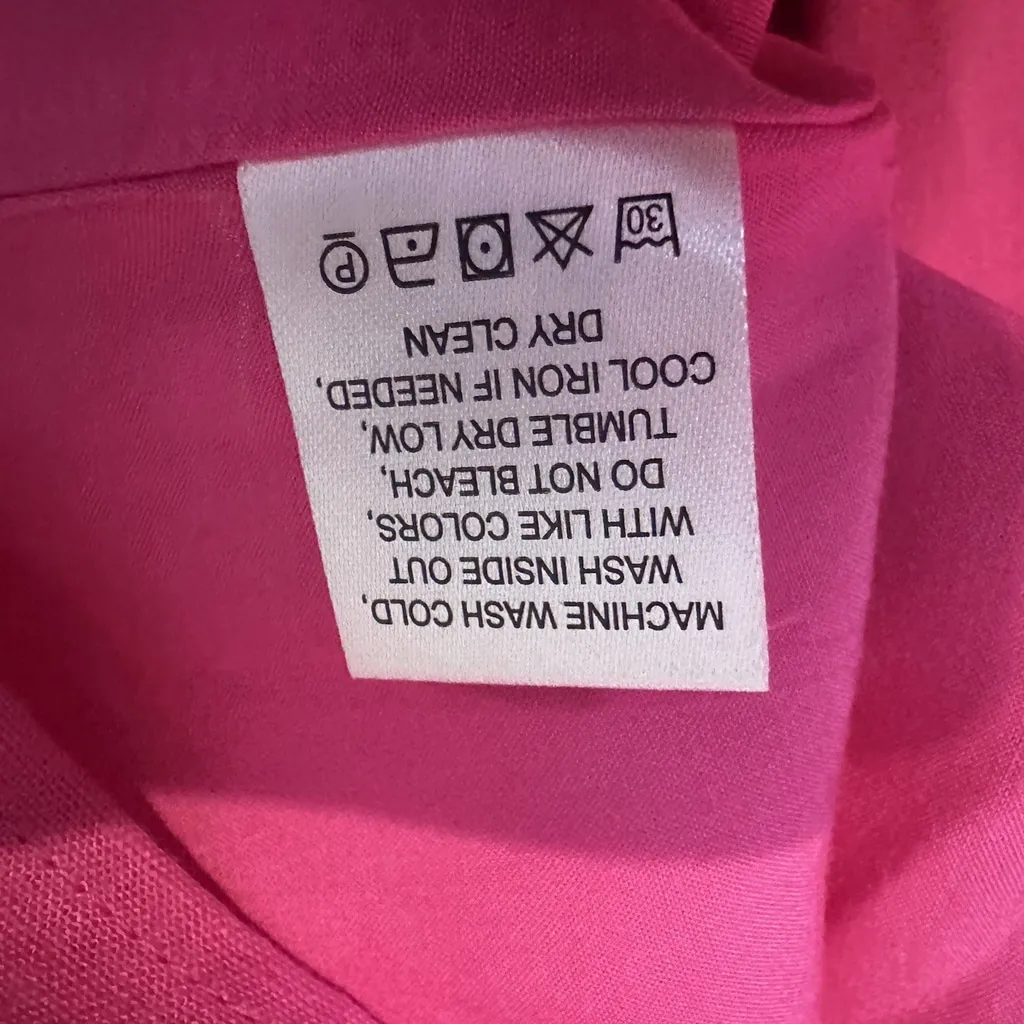 MACHINE WASH COLD,
WASH INSIDE OUT
WITH LIKE COLORS,
DO NOT BLEACH,
TUMBLE DRY LOW,
COOL IRON IF NEEDED,
DRY CLEAN
30 P